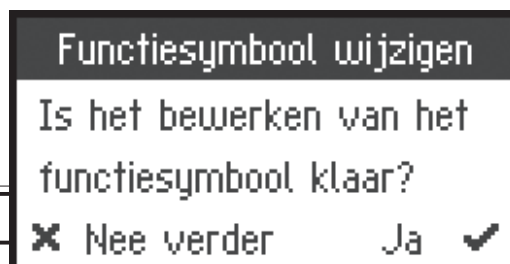 Functiesymbool wijzigen
Is het bewerken van het
functiesymbool klaar?
✖ Nee verder Ja ✔